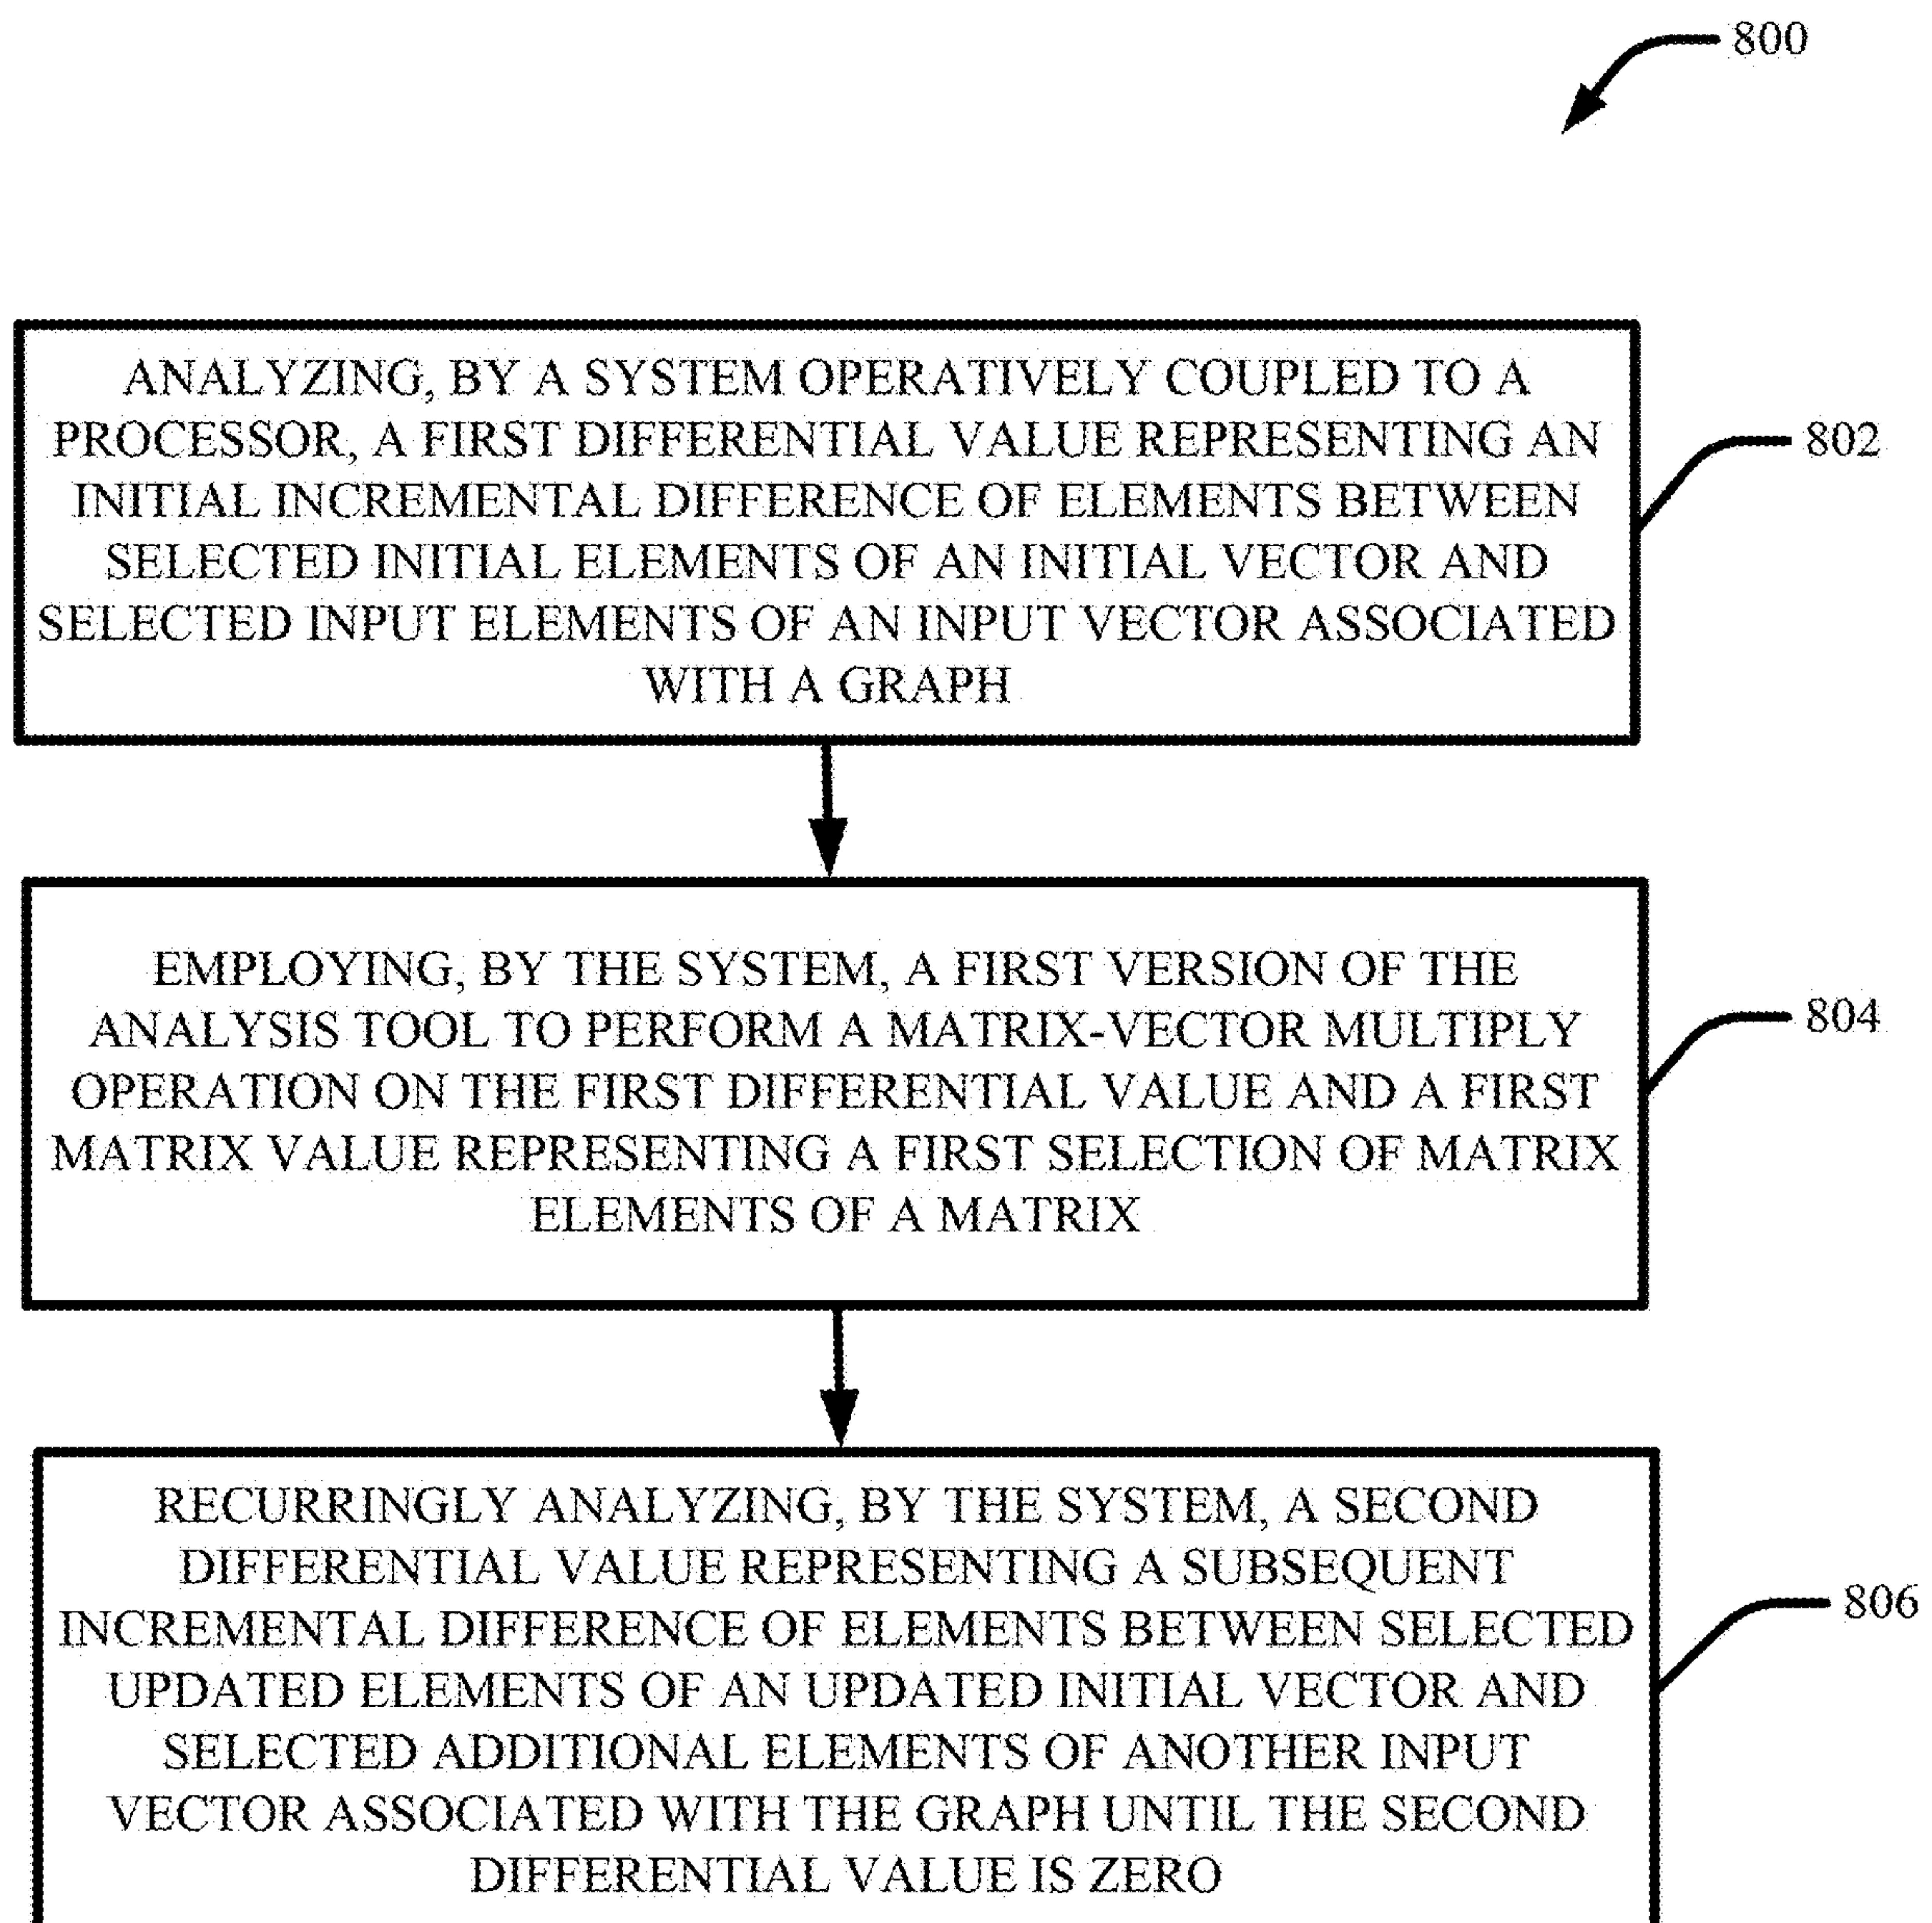 800
ANALYZING, BY A SYSTEM OPERATIVELY COUPLED TO A
PROCESSOR, A FIRST DIFFERENTIAL VALUE REPRESENTING AN
INITIAL INCREMENTAL DIFFERENCE OF ELEMENTS BETWEEN
SELECTED INITIAL ELEMENTS OF AN INITIAL VECTOR AND
SELECTED INPUT ELEMENTS OF AN INPUT VECTOR ASSOCIATED
WITH A GRAPH
802
EMPLOYING, BY THE SYSTEM, A FIRST VERSION OF THE
ANALYSIS TOOL TO PERFORM A MATRIX-VECTOR MULTIPLY
OPERATION ON THE FIRST DIFFERENTIAL VALUE AND A FIRST
MATRIX VALUE REPRESENTING A FIRST SELECTION OF MATRIX
ELEMENTS OF A MATRIX
804
RECURRINGLY ANALYZING, BY THE SYSTEM, A SECOND
DIFFERENTIAL VALUE REPRESENTING A SUBSEQUENT
INCREMENTAL DIFFERENCE OF ELEMENTS BETWEEN SELECTED
UPDATED ELEMENTS OF AN UPDATED INITIAL VECTOR AND
SELECTED ADDITIONAL ELEMENTS OF ANOTHER INPUT
VECTOR ASSOCIATED WITH THE GRAPH UNTIL THE SECOND
DIFFERENTIAL VALUE IS ZERO
806